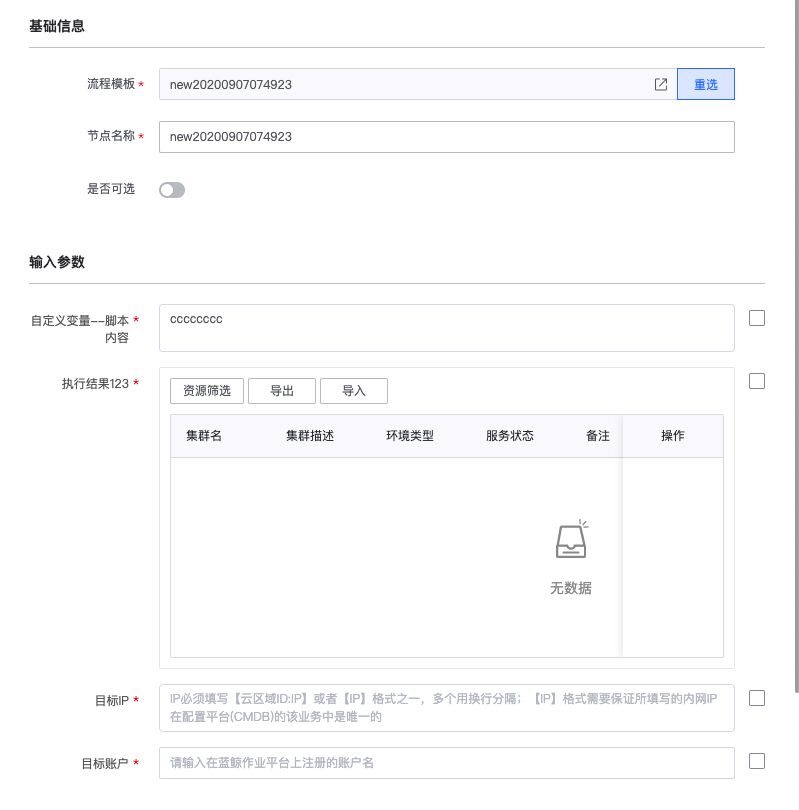 基础信息
流程模板 *
new20200907074923
重选
节点名称 *
new20200907074923
是否可选
输入参数
自定义变量--脚本 *
内容
cccccccc
执行结果123 *
资源筛选 导出 导入
集群名 集群描述 环境类型 服务状态 备注 操作
无数据
目标IP *
IP必须填写【云区域ID:IP】或者【IP】格式之一，多个用换行分隔；【IP】格式需要保证所填写的内网IP
在配置平台(CMDB)的该业务中是唯一的
目标账户 *
请输入在蓝鲸作业平台上注册的账户名